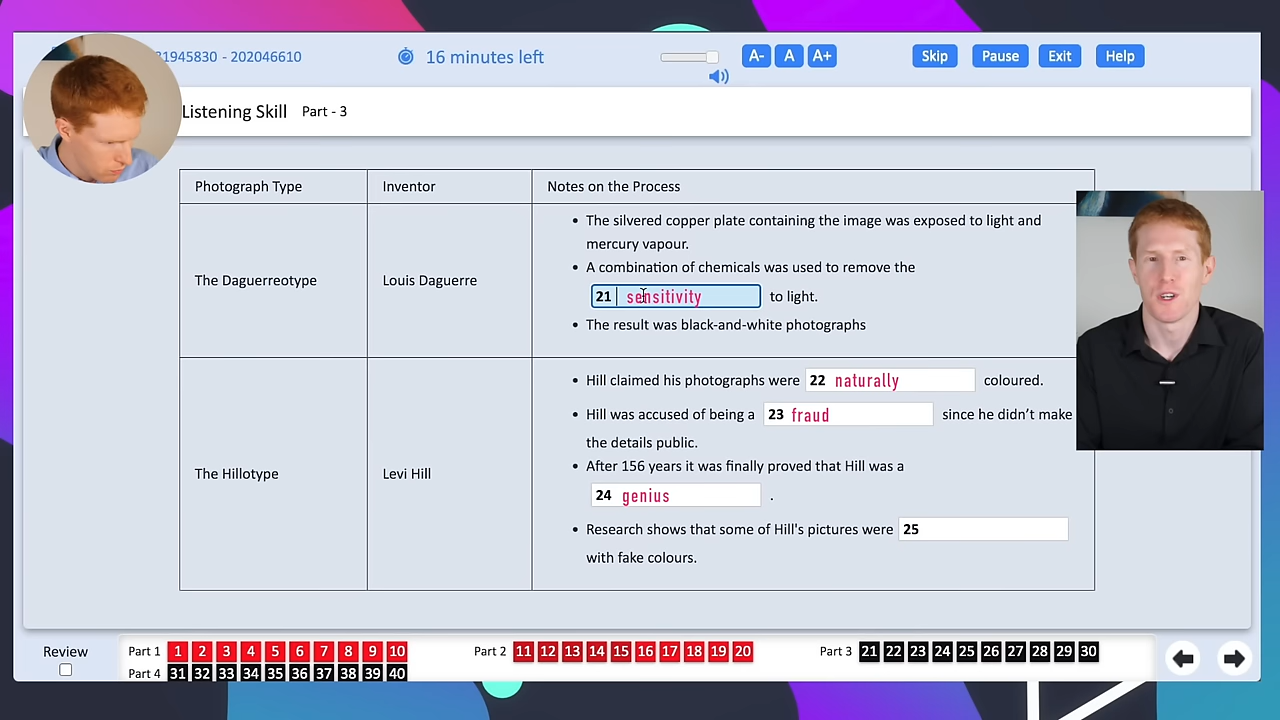 31945830 - 202046610
16 minutes left
A-
A
A+
Skip
Pause
Exit
Help
Listening Skill Part - 3
Photograph Type
Inventor
Notes on the Process
The Daguerreotype
Louis Daguerre
• The silvered copper plate containing the image was exposed to light and
mercury vapour.
• A combination of chemicals was used to remove the
21 sensitivity to light.
• The result was black-and-white photographs
The Hillotype
Levi Hill
• Hill claimed his photographs were 22 naturally coloured.
• Hill was accused of being a 23 fraud since he didn't make
the details public.
• After 156 years it was finally proved that Hill was a
24 genius .
• Research shows that some of Hill's pictures were 25
with fake colours.
Review
Part 1 1 2 3 4 5 6 7 8 9 10
Part 2 11 12 13 14 15 16 17 18 19 20
Part 3 21 22 23 24 25 26 27 28 29 30
Part 4 31 32 33 34 35 36 37 38 39 40